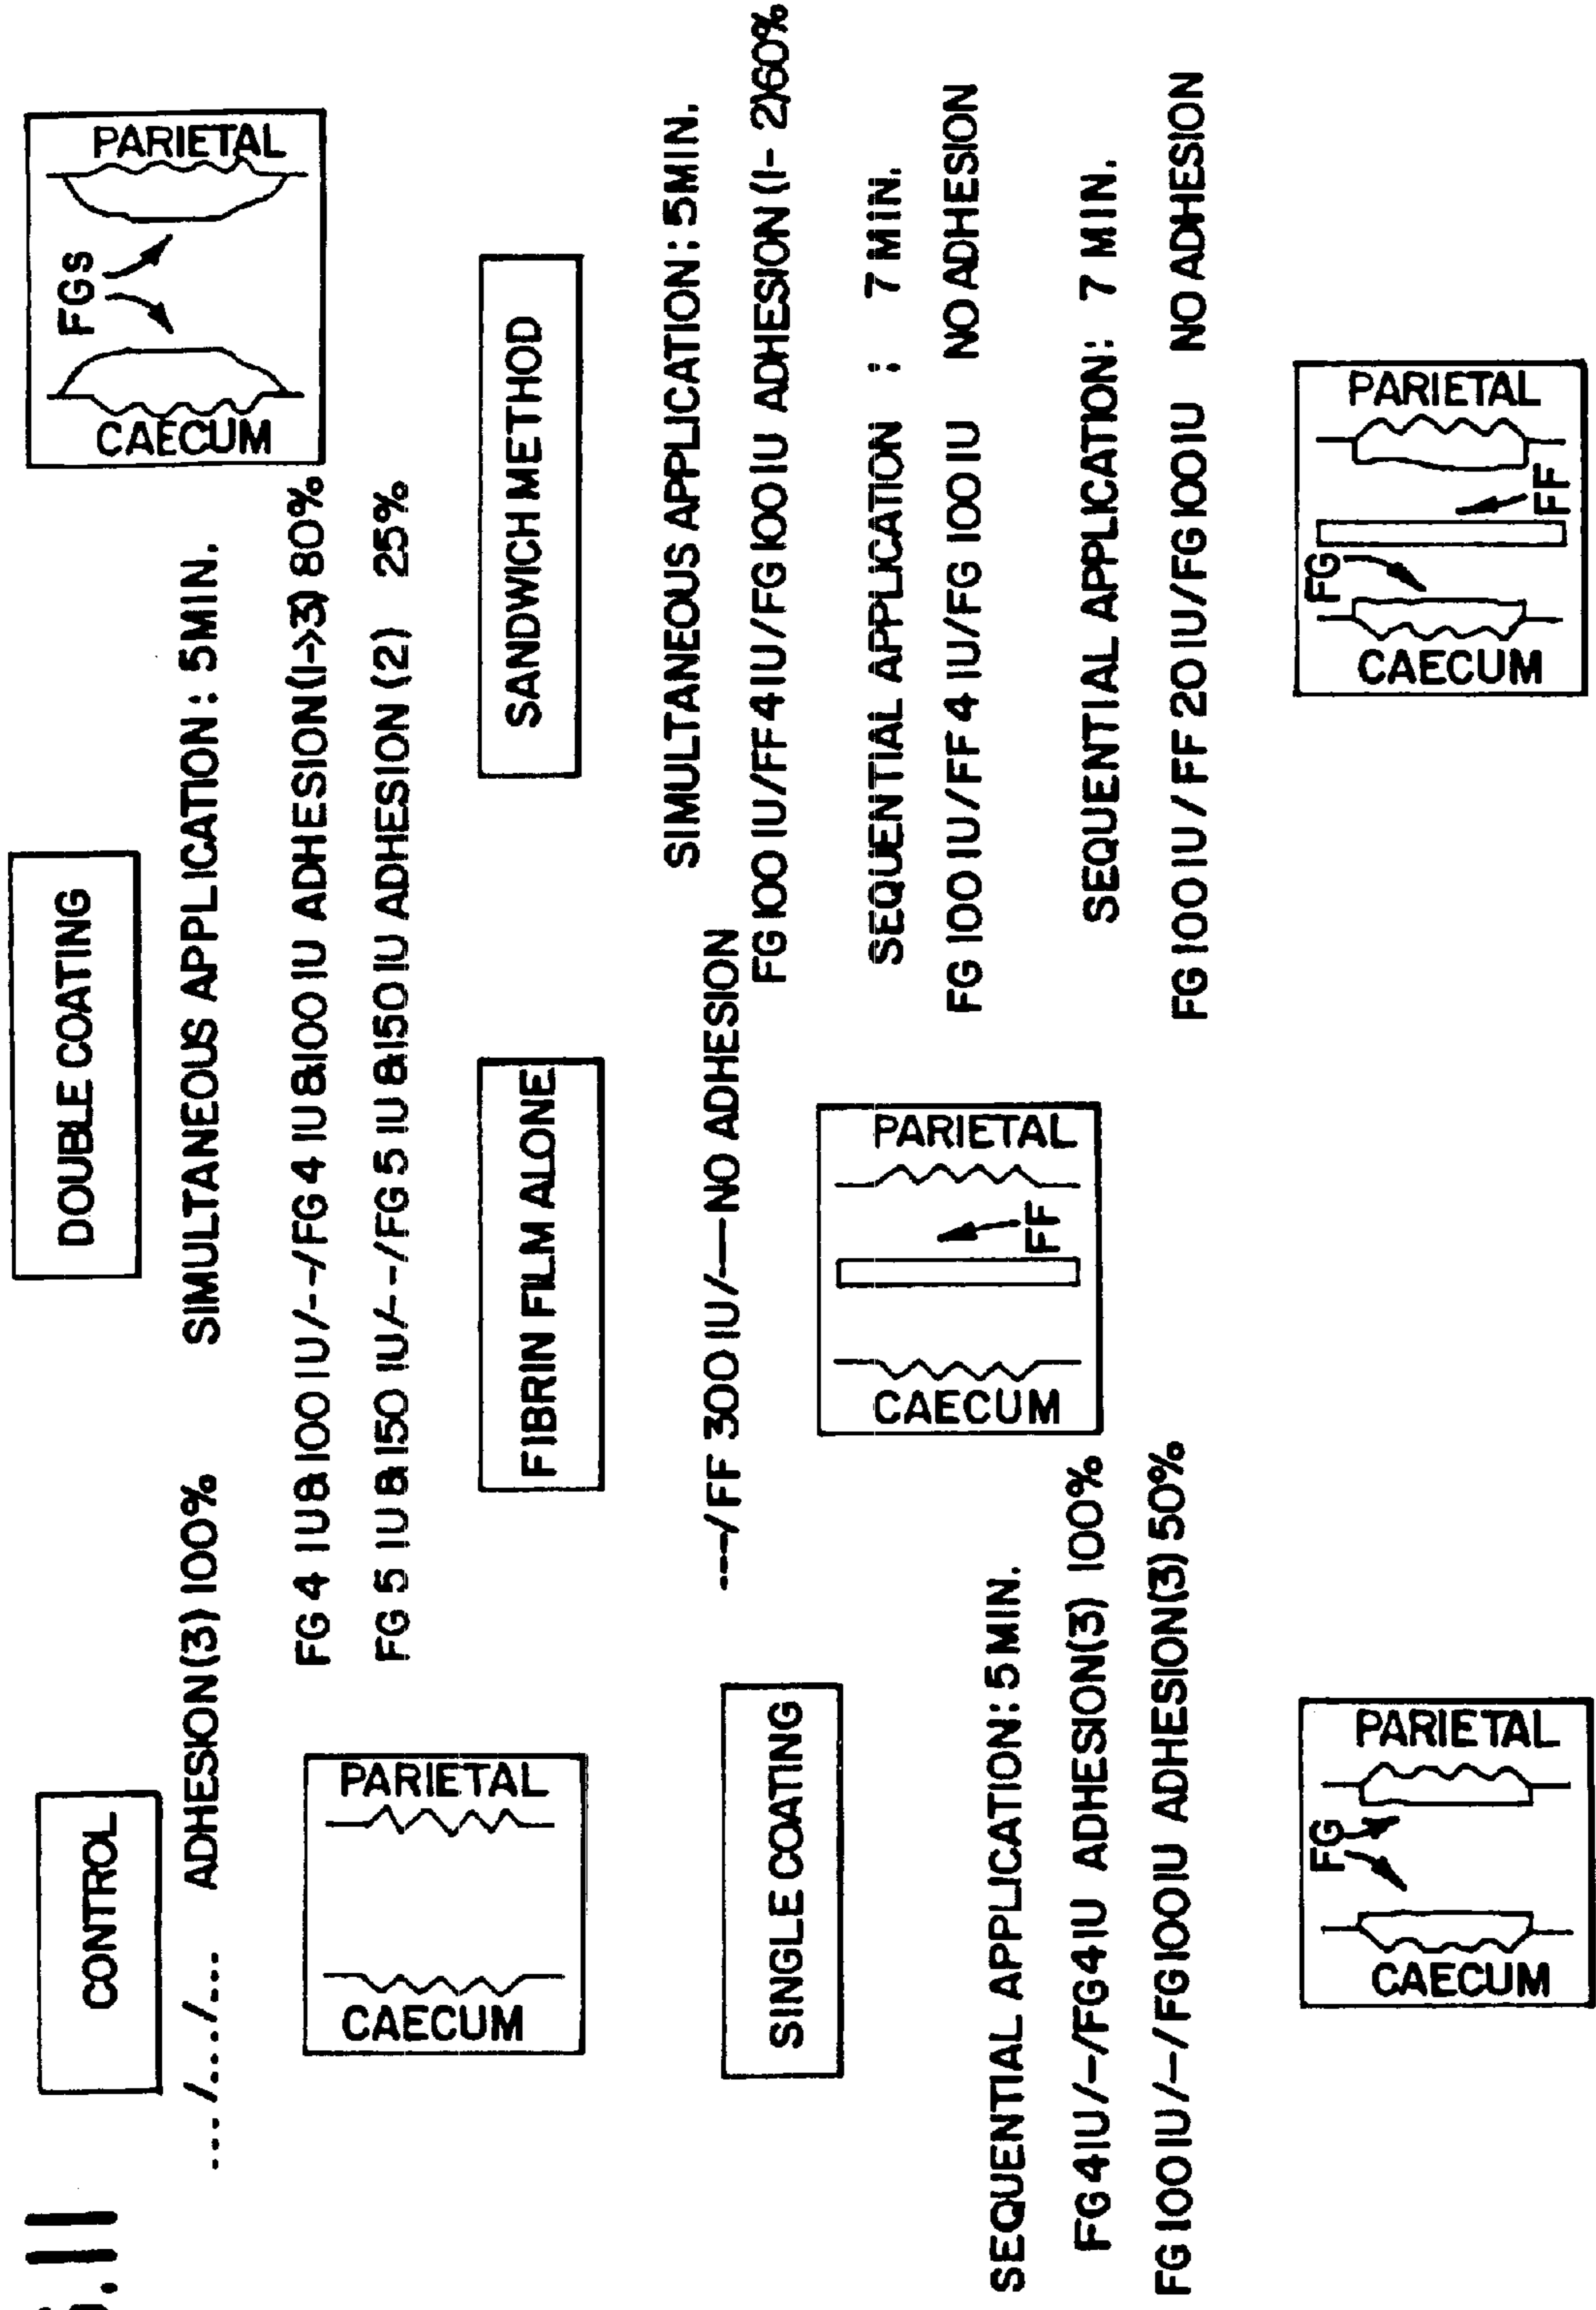 G. 11
CONTROL
---/---/--- ADHESION(3) 100%
PARIETAL
CAECUM
DOUBLE COATING
SIMULTANEOUS APPLICATION: 5 MIN.
FG 4 IU & 100 IU/--/FG 4 IU & 100 IU ADHESION (1->3) 80%
FG 5 IU & 150 IU/--/FG 5 IU & 150 IU ADHESION (2) 25%
FGS
PARIETAL
CAECUM
SINGLE COATING
SEQUENTIAL APPLICATION: 5 MIN.
FG 4 IU/--/FG 4 IU ADHESION(3) 100%
FG 100 IU/--/FG 100 IU ADHESION(3) 50%
FG
PARIETAL
CAECUM
FIBRIN FILM ALONE
---/FF 300 IU/---NO ADHESION
PARIETAL
FF
CAECUM
SANDWICH METHOD
SIMULTANEOUS APPLICATION: 5 MIN.
FG 100 IU/FF 4 IU/FG 100 IU ADHESION (1-2) 60%
SEQUENTIAL APPLICATION : 7 MIN.
FG 100 IU/FF 4 IU/FG 100 IU NO ADHESION
SEQUENTIAL APPLICATION: 7 MIN.
FG 100 IU / FF 20 IU/FG 100 IU NO ADHESION
FG
PARIETAL
FF
CAECUM